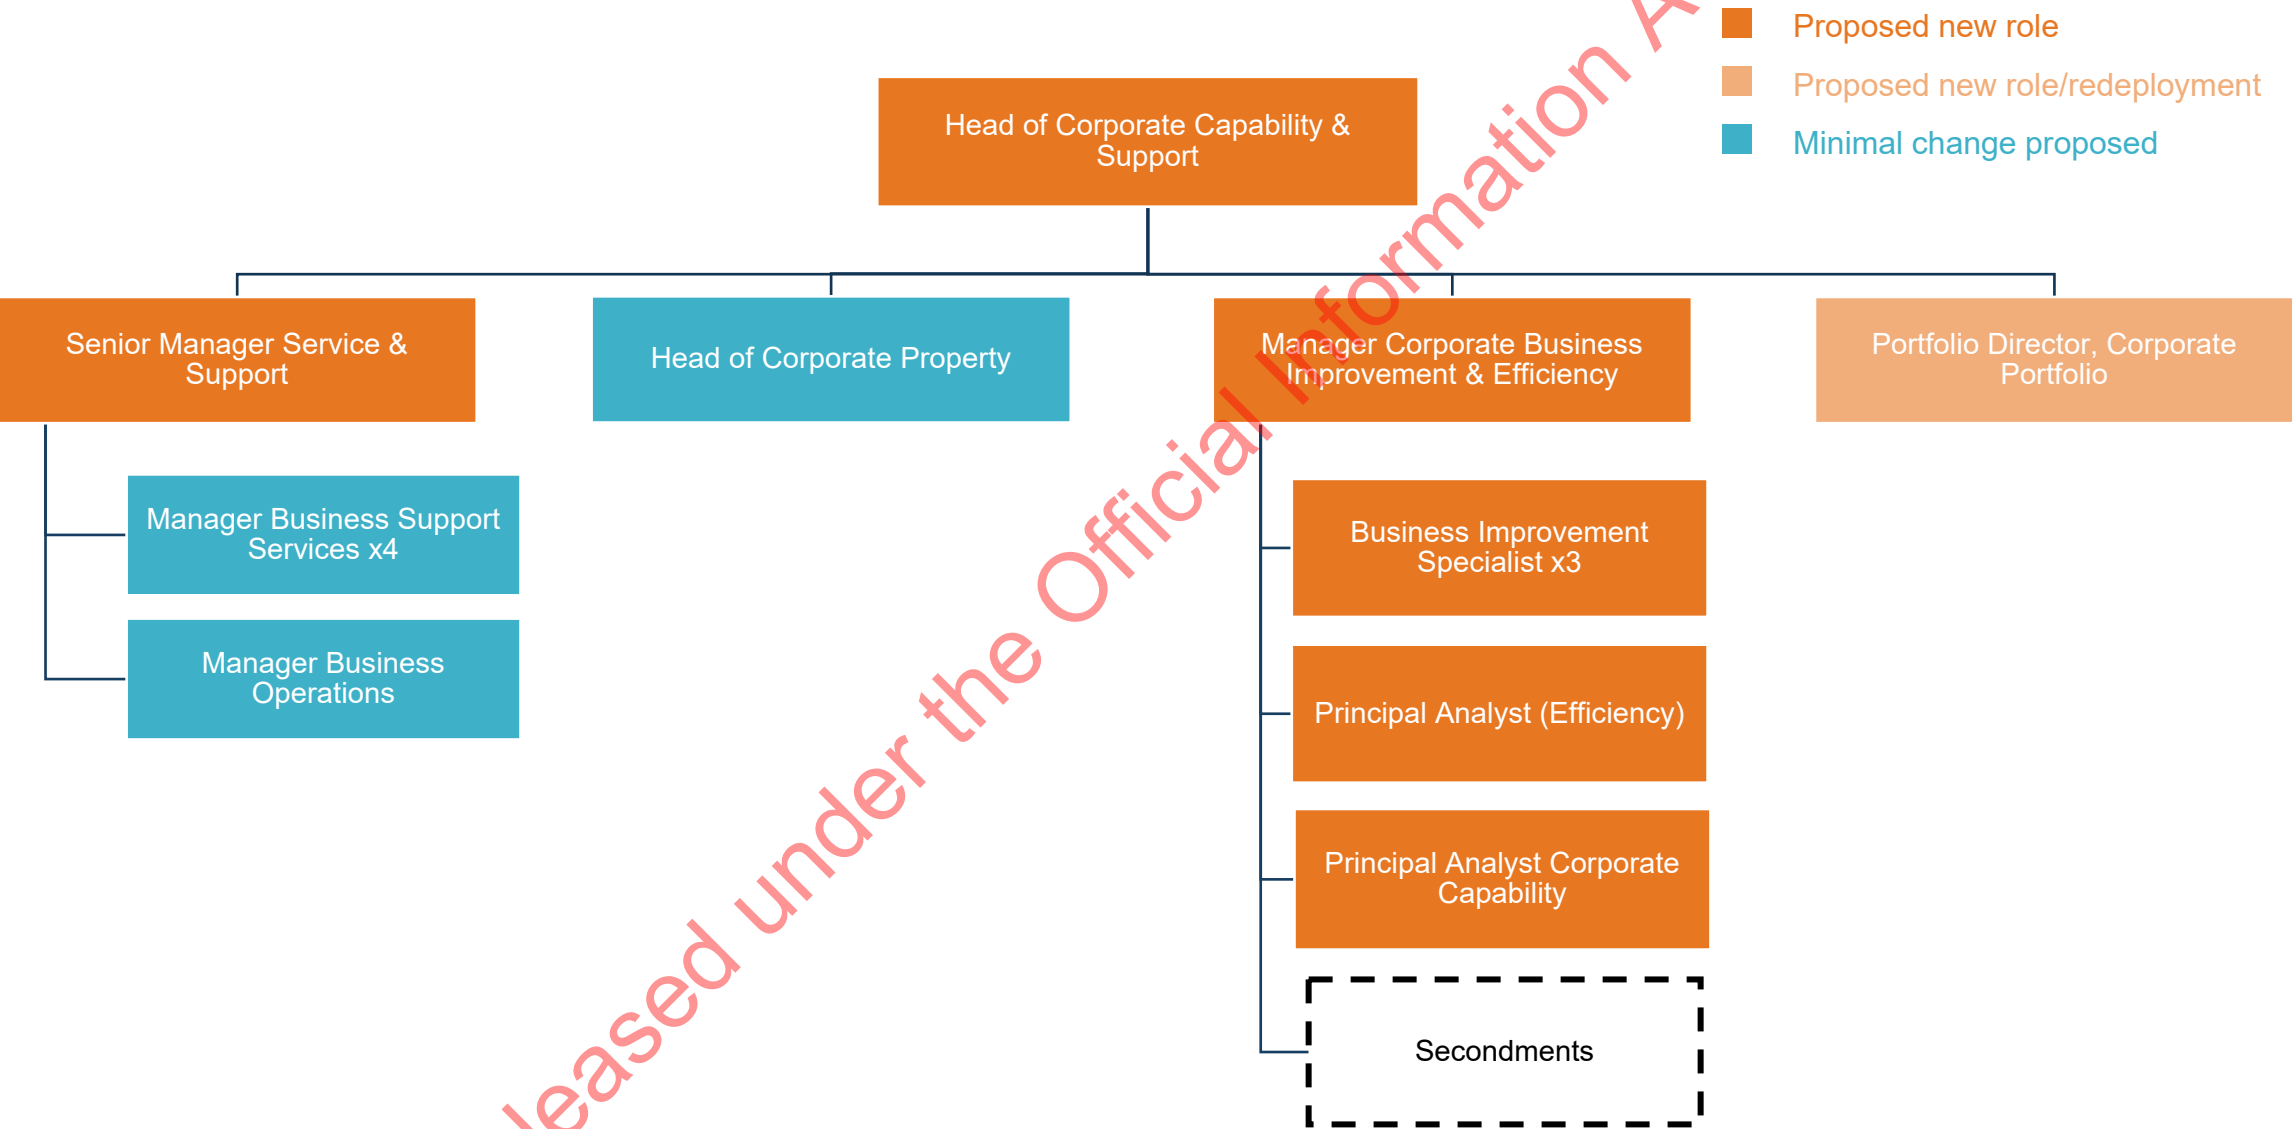 Proposed new role
Proposed new role/redeployment
Minimal change proposed
Head of Corporate Capability &
Support
Senior Manager Service &
Support
Head of Corporate Property
Manager Corporate Business
Improvement & Efficiency
Portfolio Director, Corporate
Portfolio
Manager Business Support
Services x4
Manager Business
Operations
Business Improvement
Specialist x3
Principal Analyst (Efficiency)
Principal Analyst Corporate
Capability
Secondments
leased under the Official Information A